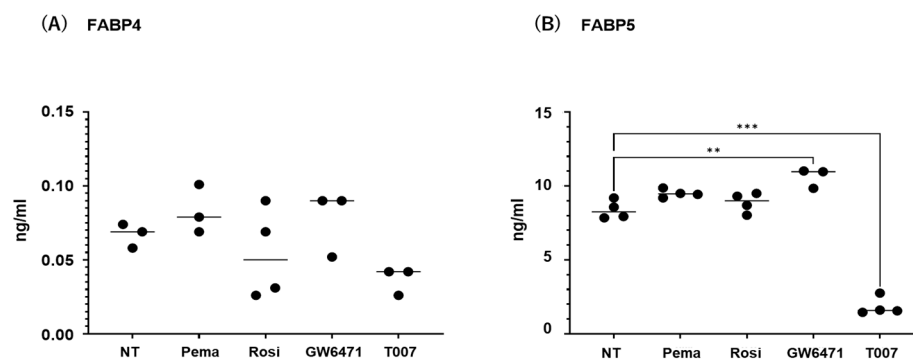 (A) FABP4
0.15
0.10
0.05
0.00
ng/ml
NT Pema Rosi GW6471 T007
(B) FABP5
15
10
5
0
ng/ml
***
**
NT Pema Rosi GW6471 T007